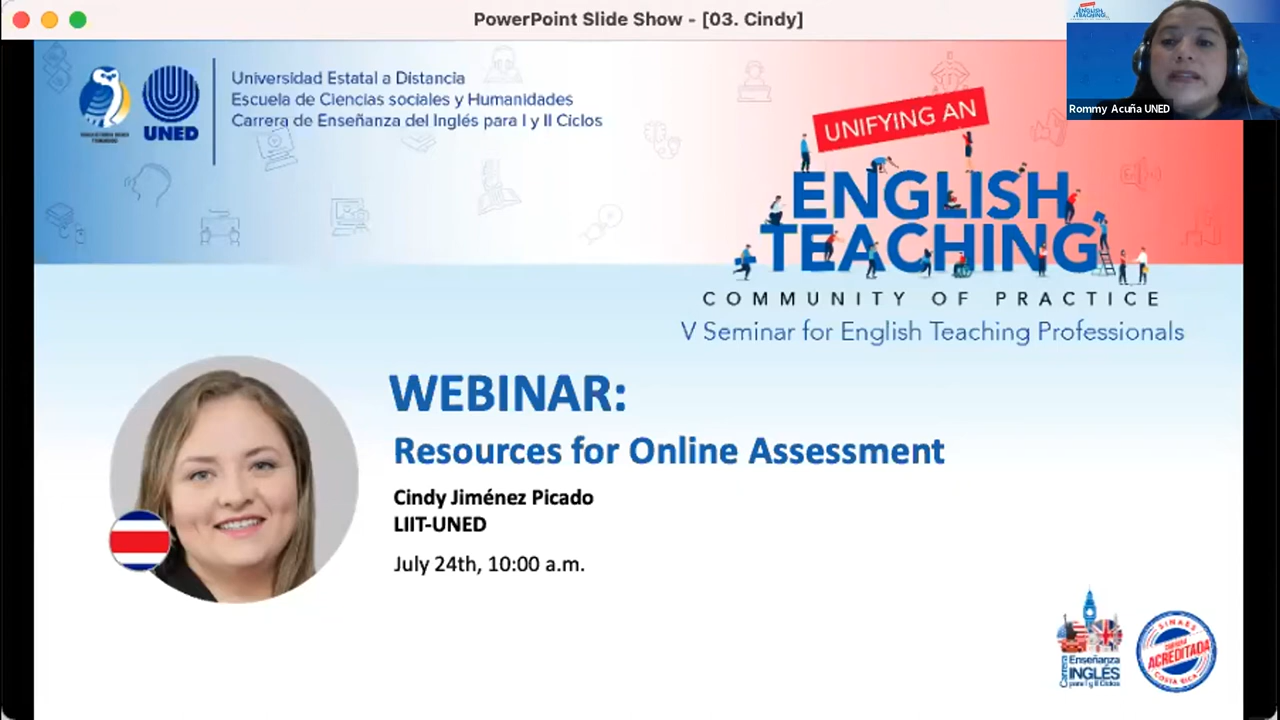 PowerPoint Slide Show - [03. Cindy]
ENGLISH
TEACHING
Rommy Acuña UNED
UNED
Universidad Estatal a Distancia
Escuela de Ciencias sociales y Humanidades
Carrera de Enseñanza del Inglés para I y II Ciclos
UNIFYING AN
ENGLISH
TEACHING
COMMUNITY OF PRACTICE
V Seminar for English Teaching Professionals
WEBINAR:
Resources for Online Assessment
Cindy Jiménez Picado
LIIT-UNED
July 24th, 10:00 a.m.
Carrera
Enseñanza
INGLÉS
para I y II Ciclos
SINAES
CARRERA
ACREDITADA
COSTA RICA